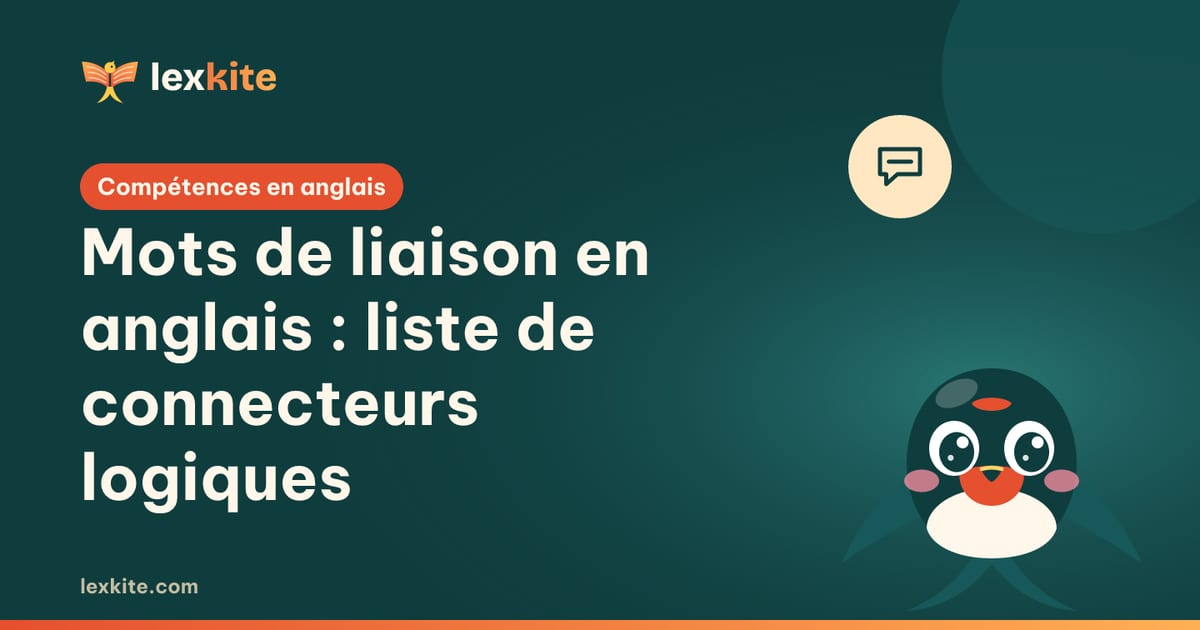 lexkite
Compétences en anglais
Mots de liaison en
anglais : liste de
connecteurs
logiques
lexkite.com